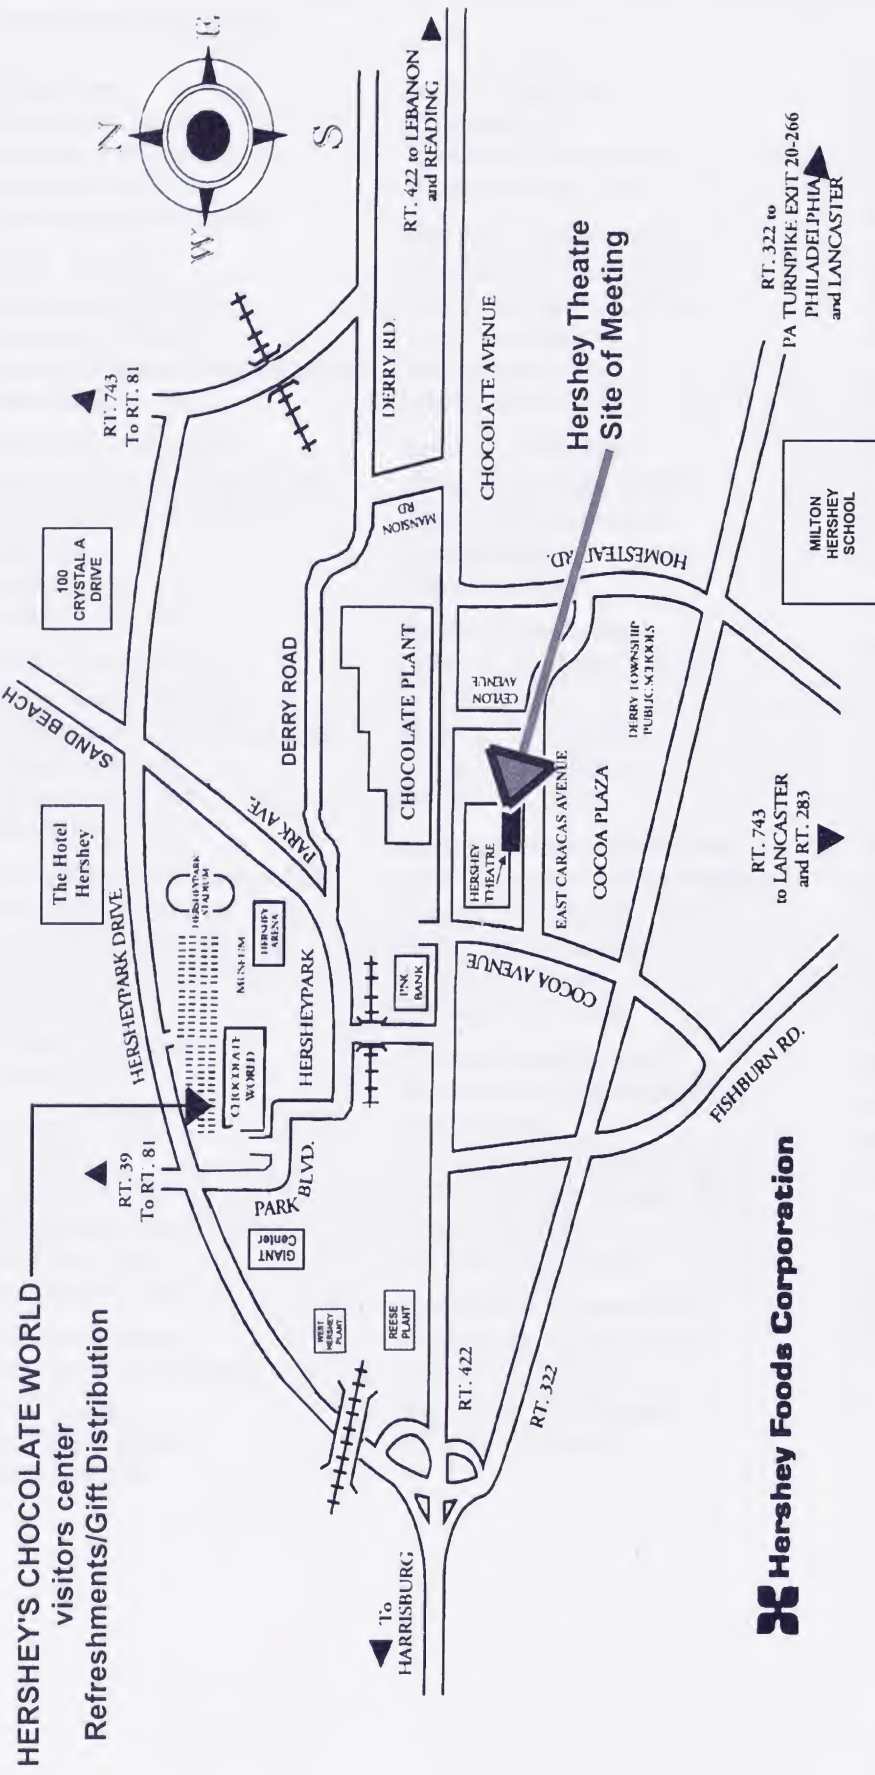 HERSHEY'S CHOCOLATE WORLD
visitors center
Refreshments/Gift Distribution
RT. 39
To RT. 81
HERSHEYPARK DRIVE
The Hotel
Hershey
SAND BEACH
100
CRYSTAL A
DRIVE
RT. 743
To RT. 81
N
W
E
S
PARK
BLVD.
GIANT
Center
CHOCOLATE
WORLD
MUSEUM
HERSHEY
ARENA
HERSHEYPARK
STADIUM
PARK AVE.
HERSHEYPARK
DERRY ROAD
DERRY RD.
WEST
HERSHEY
PLANT
REESE
PLANT
PNC
BANK
CHOCOLATE PLANT
MANSION
RD
RT. 422 to LEBANON
and READING
To
HARRISBURG
RT. 422
RT. 322
COCOA AVENUE
HERSHEY
THEATRE
CEYLON
AVENUE
CHOCOLATE AVENUE
Hershey Theatre
Site of Meeting
EAST CARACAS AVENUE
COCOA PLAZA
HOMESTEAD RD.
DERRY TOWNSHIP
PUBLIC SCHOOLS
FISHBURN RD.
RT. 743
to LANCASTER
and RT. 283
MILTON
HERSHEY
SCHOOL
RT. 322 to
PA TURNPIKE EXIT 20-266
PHILADELPHIA
and LANCASTER
Hershey Foods Corporation